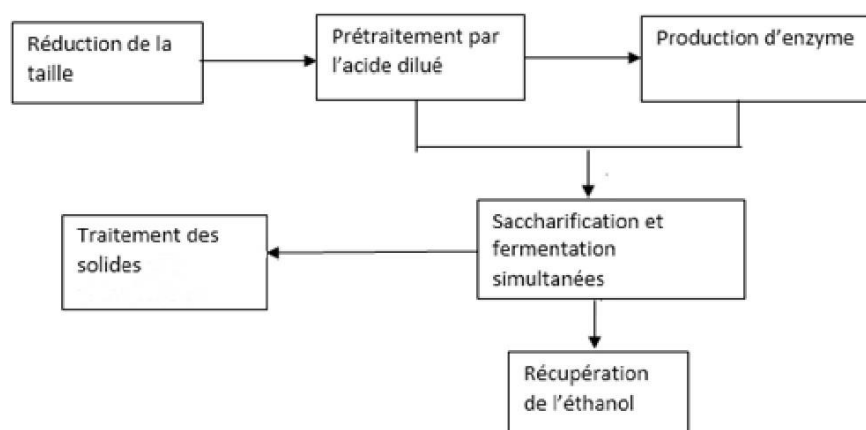 Réduction de la
taille
Prétraitement par
l'acide dilué
Production d'enzyme
Saccharification et
fermentation
simultanées
Traitement des
solides
Récupération
de l'éthanol